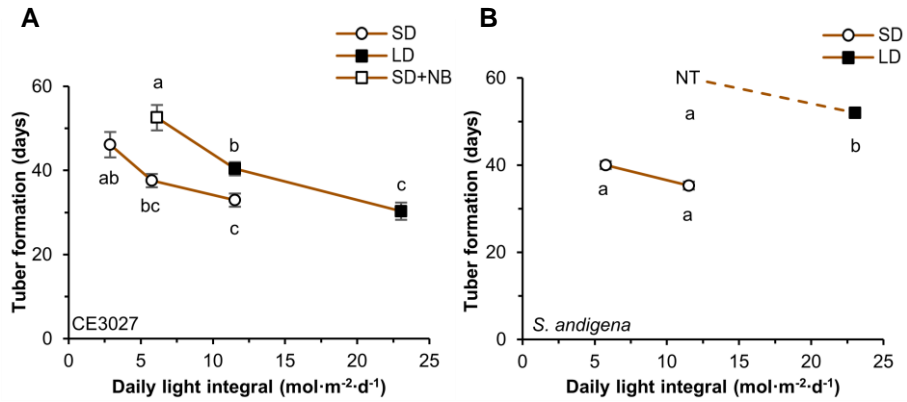 A
SD
LD
SD+NB
Tuber formation (days)
60
40
20
0
a
b
c
ab
bc
c
CE3027
0
5
10
15
20
25
Daily light integral (mol·m-2·d-1)
B
SD
LD
Tuber formation (days)
60
40
20
0
NT
a
b
a
a
S. andigena
0
5
10
15
20
25
Daily light integral (mol·m-2·d-1)